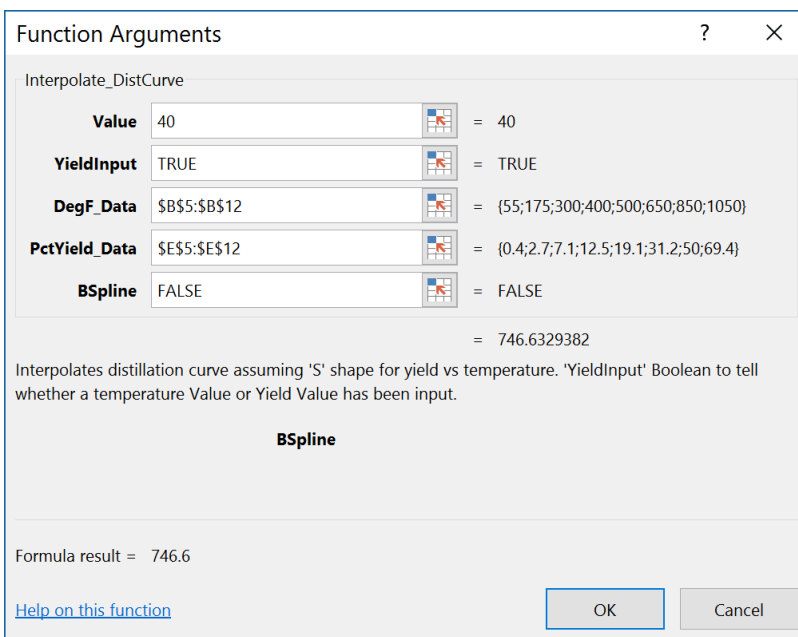 Function Arguments ?
Interpolate_DistCurve
Value 40 = 40
YieldInput TRUE = TRUE
DegF_Data $B$5:$B$12 = {55;175;300;400;500;650;850;1050}
PctYield_Data $E$5:$E$12 = {0.4;2.7;7.1;12.5;19.1;31.2;50;69.4}
BSpline FALSE = FALSE
= 746.6329382
Interpolates distillation curve assuming 'S' shape for yield vs temperature. 'YieldInput' Boolean to tell
whether a temperature Value or Yield Value has been input.
BSpline
Formula result = 746.6
Help on this function OK Cancel